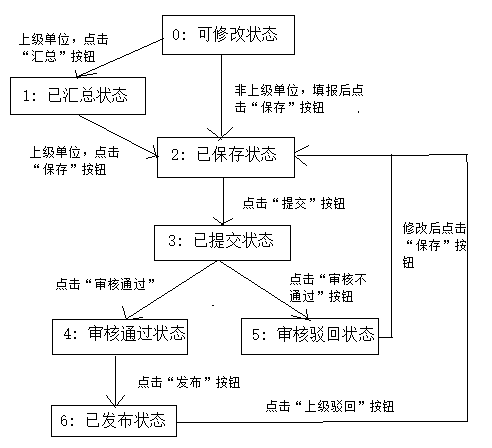 0: 可修改状态
上级单位，点击
“汇总”按钮
1: 已汇总状态
非上级单位，填报后点
击“保存”按钮
上级单位，点击
“保存”按钮
2: 已保存状态
点击“提交”按钮
3: 已提交状态
修改后点击
“保存”按
钮
点击“审核通过”
点击“审核不
通过”按钮
4: 审核通过状态
5: 审核驳回状态
点击“发布”按钮
点击“上级驳回”按钮
6: 已发布状态